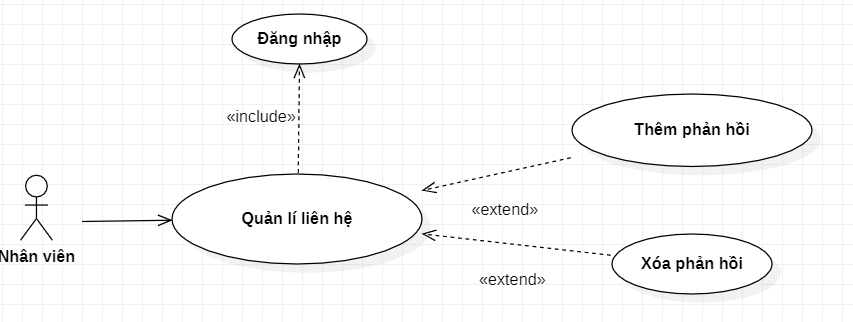 Đăng nhập
«include»
Thêm phản hồi
Quản lí liên hệ
«extend»
Nhân viên
Xóa phản hồi
«extend»